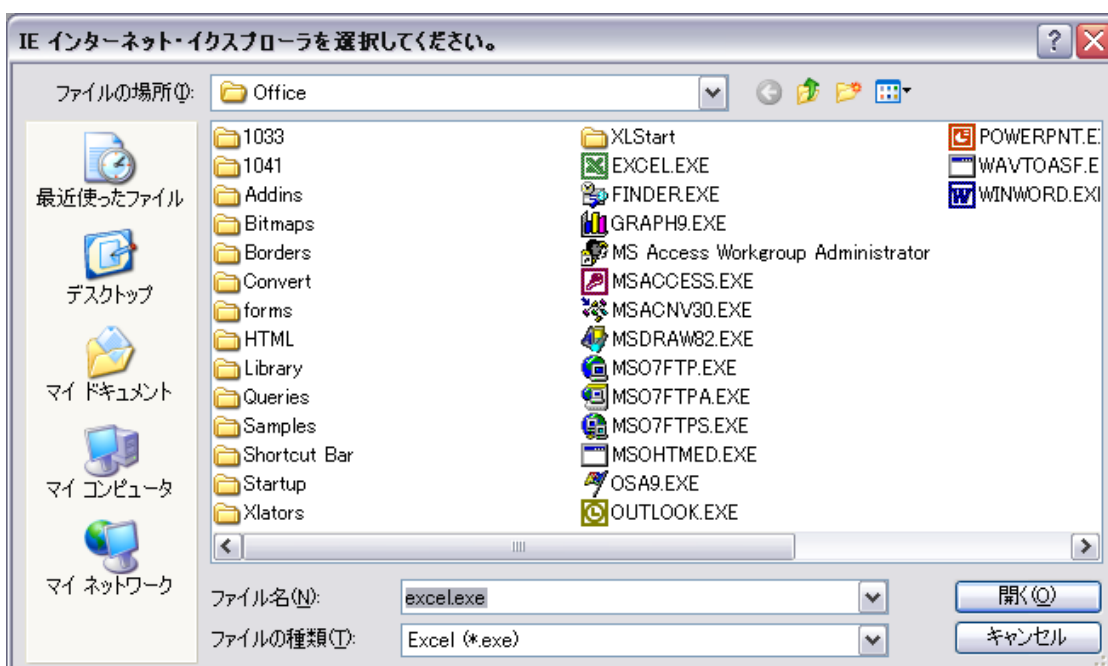 IE インターネット・イクスプローラを選択してください。
ファイルの場所(I):
Office
最近使ったファイル
デスクトップ
マイ ドキュメント
マイ コンピュータ
マイ ネットワーク
1033
1041
Addins
Bitmaps
Borders
Convert
forms
HTML
Library
Queries
Samples
Shortcut Bar
Startup
Xlators
XLStart
EXCEL.EXE
FINDER.EXE
GRAPH9.EXE
MS Access Workgroup Administrator
MSACCESS.EXE
MSACNV30.EXE
MSDRAW82.EXE
MSO7FTP.EXE
MSO7FTPA.EXE
MSO7FTPS.EXE
MSOHTMED.EXE
OSA9.EXE
OUTLOOK.EXE
POWERPNT.E
WAVTOASF.E
WINWORD.EXE
ファイル名(N):
excel.exe
開く(O)
ファイルの種類(T):
Excel (*.exe)
キャンセル